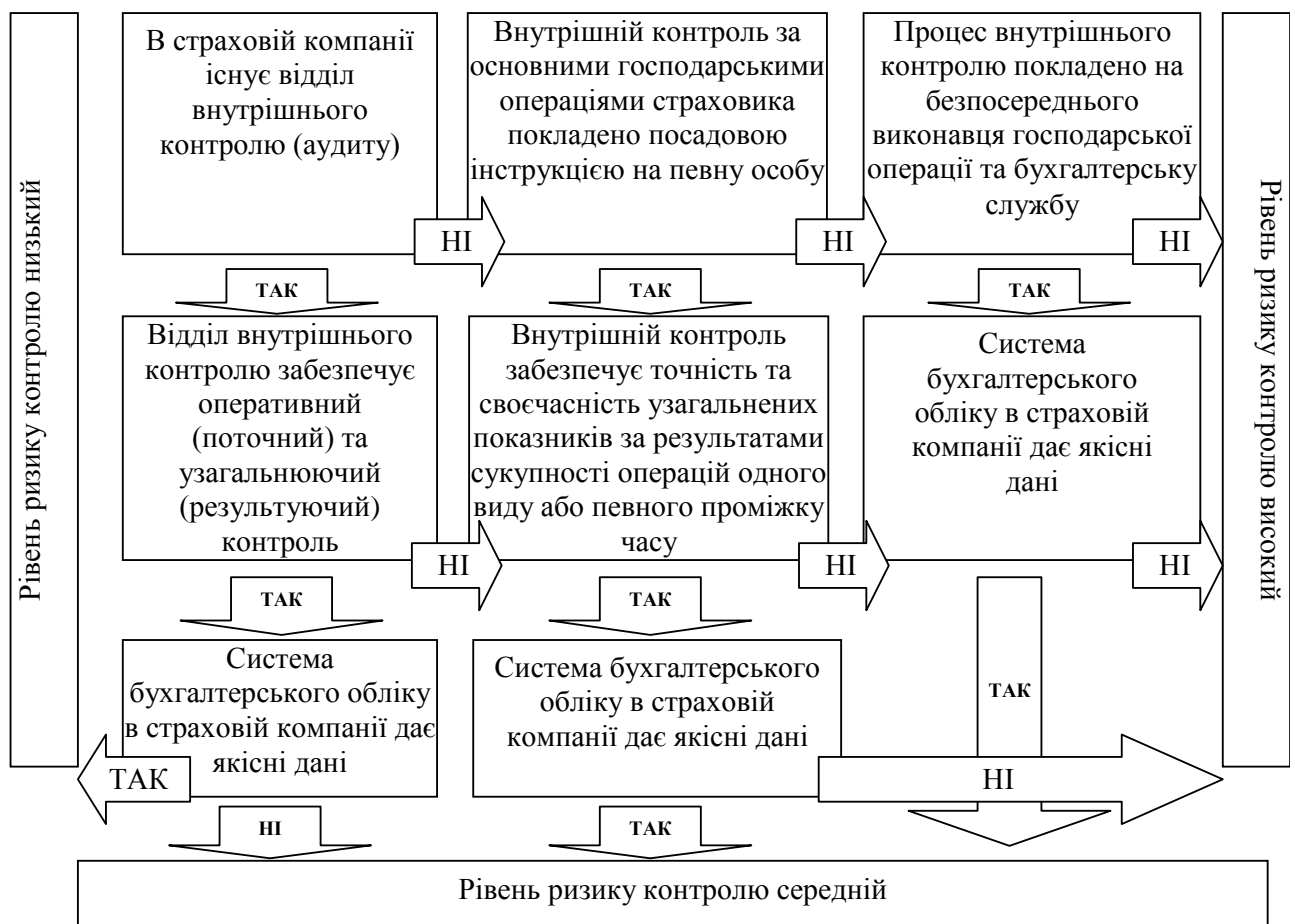 Рівень ризику контролю низький
В страховій компанії
існує відділ
внутрішнього
контролю (аудиту)
НІ
Внутрішній контроль за
основними господарськими
операціями страховика
покладено посадовою
інструкцією на певну особу
НІ
Процес внутрішнього
контролю покладено на
безпосереднього
виконавця господарської
операції та бухгалтерську
службу
НІ
Рівень ризику контролю високий
ТАК
ТАК
ТАК
Відділ внутрішнього
контролю забезпечує
оперативний
(поточний) та
узагальнюючий
(результуючий)
контроль
НІ
Внутрішній контроль
забезпечує точність та
своєчасність узагальнених
показників за результатами
сукупності операцій одного
виду або певного проміжку
часу
НІ
Система
бухгалтерського
обліку в страховій
компанії дає якісні
дані
НІ
ТАК
ТАК
ТАК
Система
бухгалтерського обліку
в страховій компанії дає
якісні дані
ТАК
Система бухгалтерського
обліку в страховій
компанії дає якісні дані
НІ
НІ
ТАК
Рівень ризику контролю середній